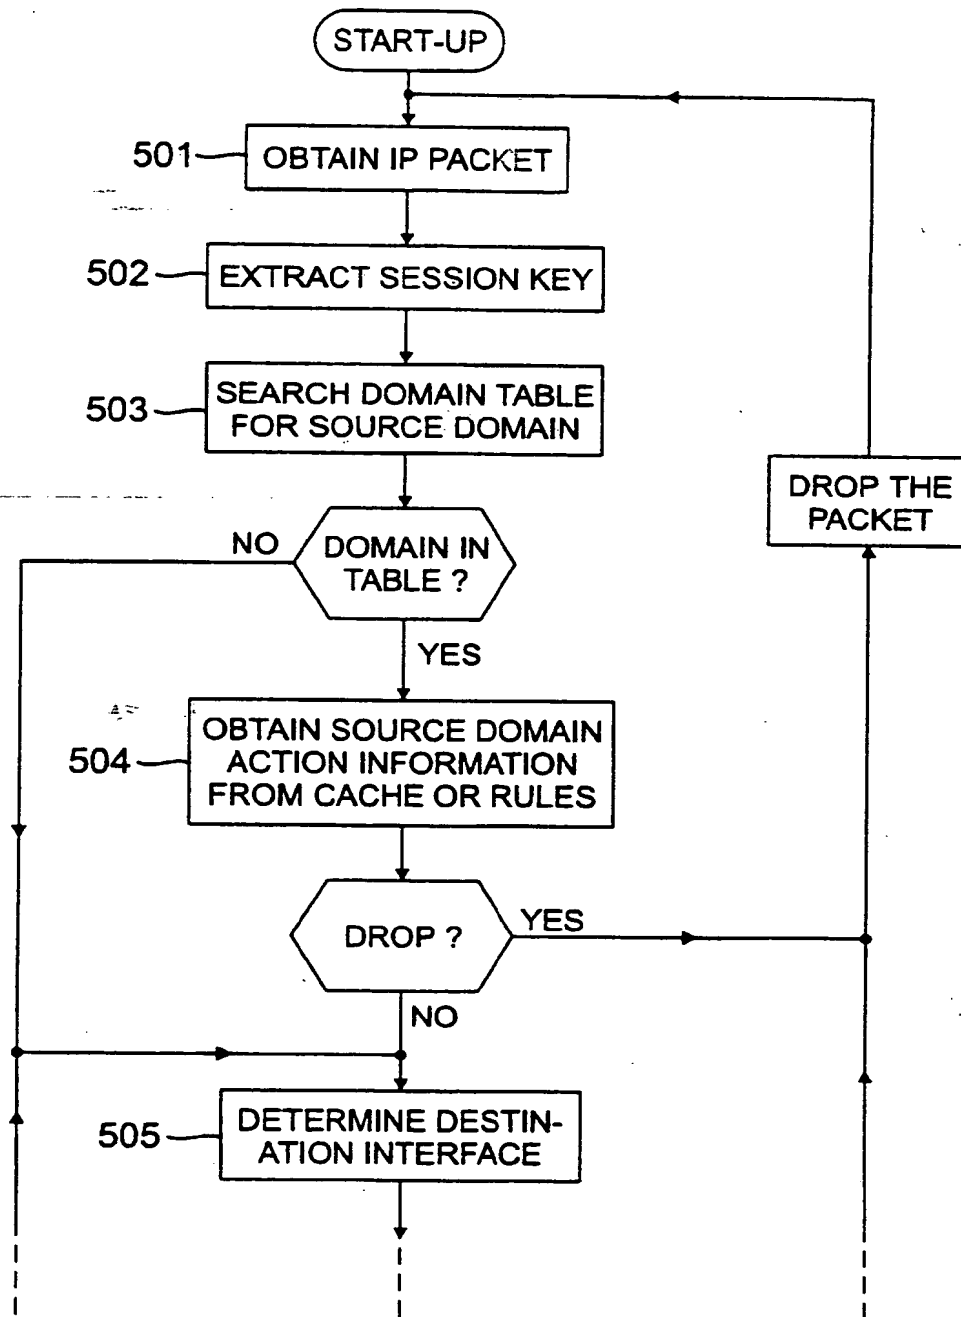 START-UP
501
OBTAIN IP PACKET
502
EXTRACT SESSION KEY
503
SEARCH DOMAIN TABLE
FOR SOURCE DOMAIN
DROP THE
PACKET
NO
DOMAIN IN
TABLE ?
YES
504
OBTAIN SOURCE DOMAIN
ACTION INFORMATION
FROM CACHE OR RULES
DROP ?
YES
NO
505
DETERMINE DESTIN-
ATION INTERFACE